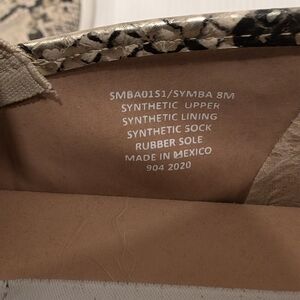 SMBA01S1/SYMBA 8M
SYNTHETIC UPPER
SYNTHETIC LINING
SYNTHETIC SOCK
RUBBER SOLE
MADE IN MEXICO
904 2020